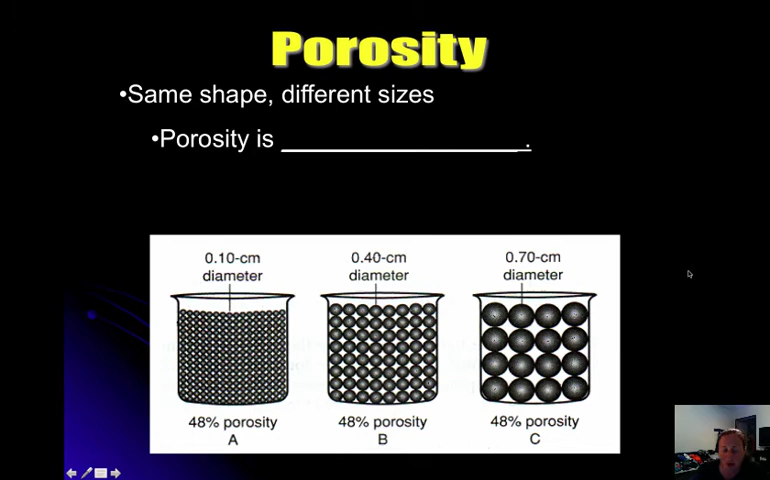 Porosity
•Same shape, different sizes
•Porosity is _________________ .
0.10-cm
diameter
0.40-cm
diameter
0.70-cm
diameter
48% porosity
A
48% porosity
B
48% porosity
C